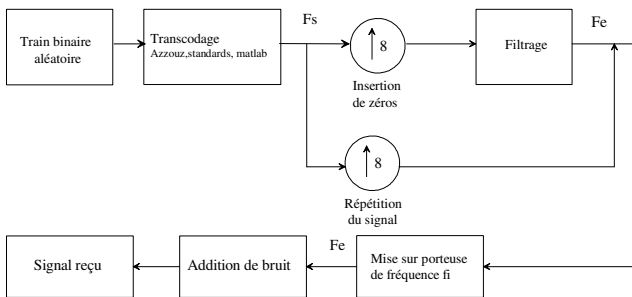 Train binaire
aléatoire
Transcodage
Azzouz,standards, matlab
Fs
8
Insertion
de zéros
Filtrage
Fe
8
Répétition
du signal
Signal reçu
Addition de bruit
Fe
Mise sur porteuse
de fréquence fi